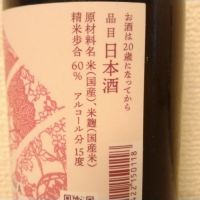 お酒は20歳になってから
品目 日本酒
原材料名 米(国産)、米麹(国産米)
精米歩合 60% アルコール分 15度